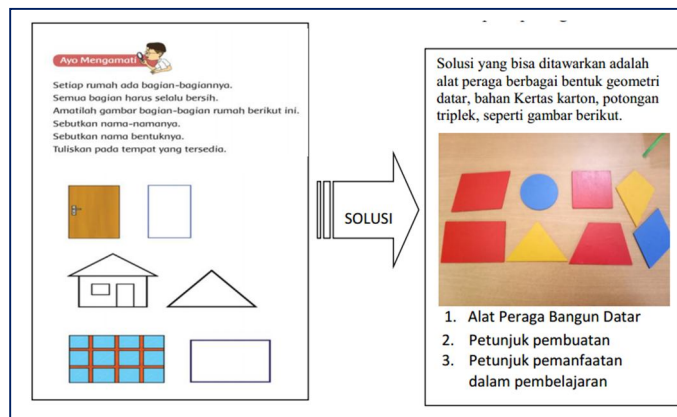 Ayo Mengamati
Setiap rumah ada bagian-bagiannya.
Semua bagian harus selalu bersih.
Amatilah gambar bagian-bagian rumah berikut ini.
Sebutkan nama-namanya.
Sebutkan nama bentuknya.
Tuliskan pada tempat yang tersedia.
SOLUSI
Solusi yang bisa ditawarkan adalah
alat peraga berbagai bentuk geometri
datar, bahan Kertas karton, potongan
triplek, seperti gambar berikut.
1. Alat Peraga Bangun Datar
2. Petunjuk pembuatan
3. Petunjuk pemanfaatan
dalam pembelajaran